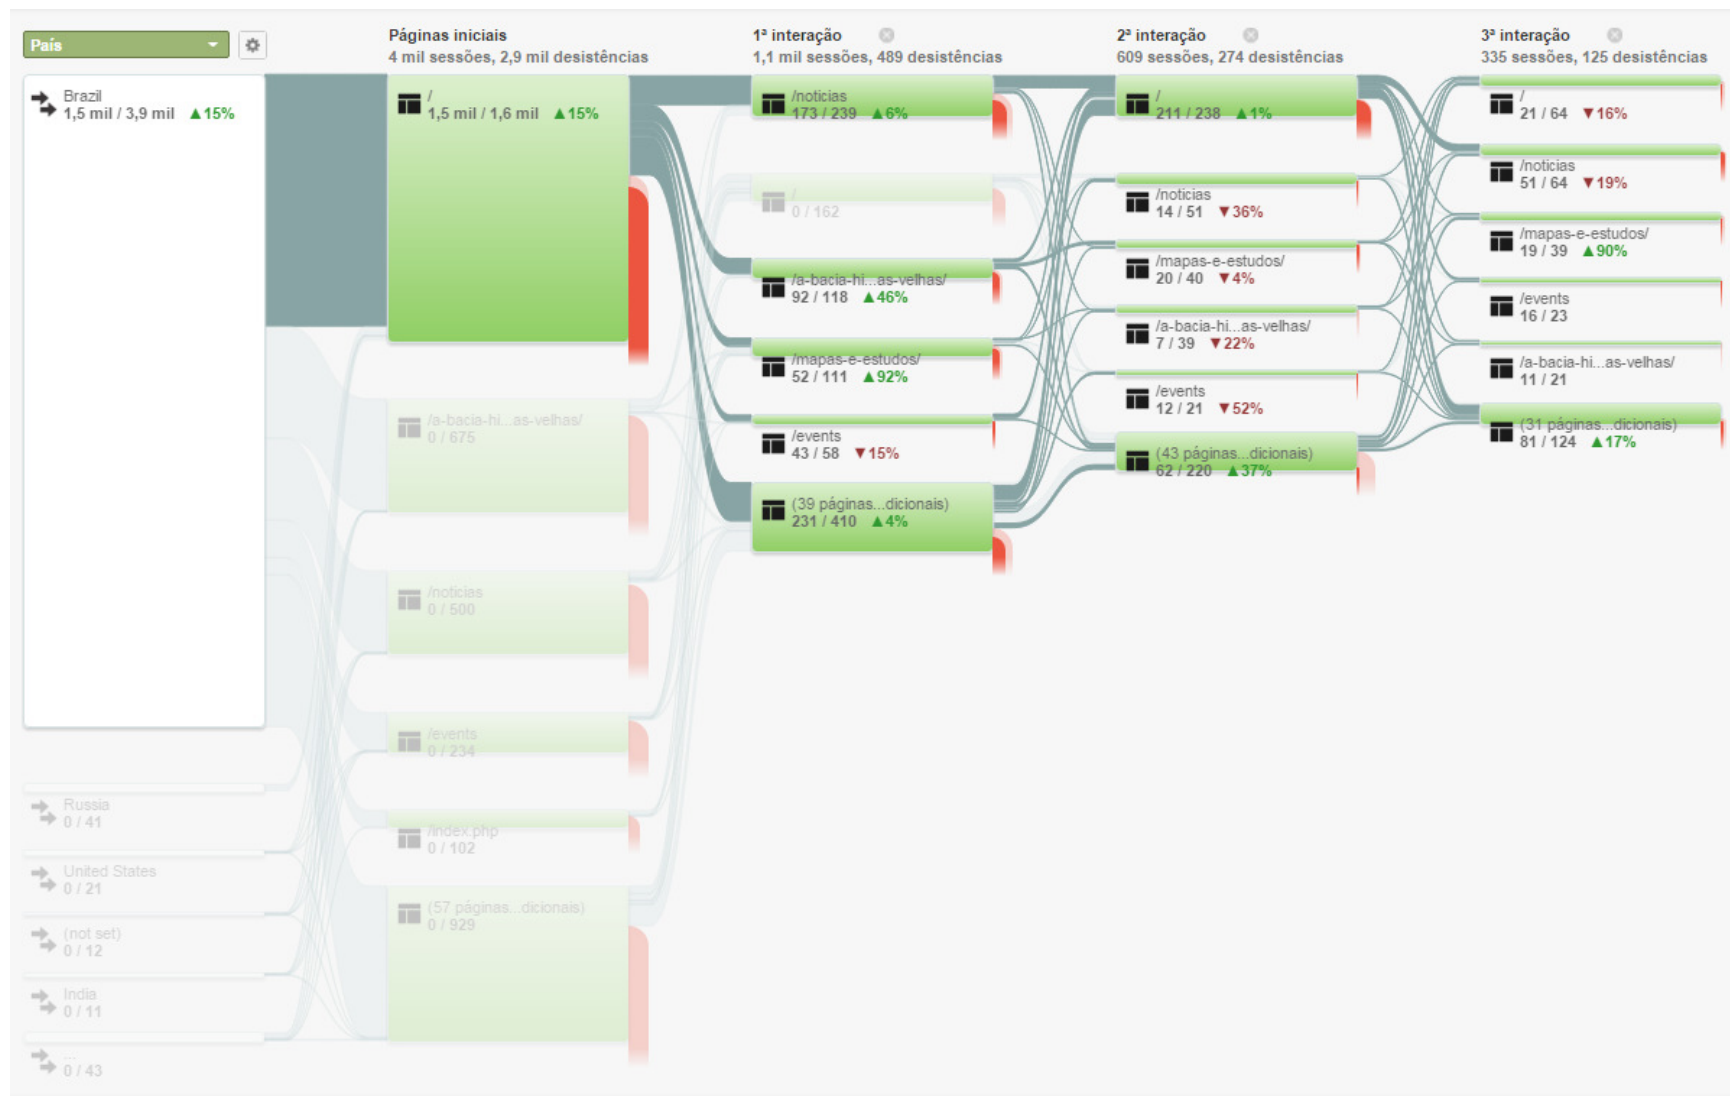 País
Brazil
1,5 mil / 3,9 mil ▲15%
Russia
0 / 41
United States
0 / 21
(not set)
0 / 12
India
0 / 11
...
0 / 43
Páginas iniciais
4 mil sessões, 2,9 mil desistências
/
1,5 mil / 1,6 mil ▲15%
/a-bacia-hi...as-velhas/
0 / 675
/noticias
0 / 500
/events
0 / 234
/index.php
0 / 102
(57 páginas...dicionais)
0 / 929
1ª interação
1,1 mil sessões, 489 desistências
/noticias
173 / 239 ▲6%
/
0 / 162
/a-bacia-hi...as-velhas/
92 / 118 ▲46%
/mapas-e-estudos/
52 / 111 ▲92%
/events
43 / 58 ▼15%
(39 páginas...dicionais)
231 / 410 ▲4%
2ª interação
609 sessões, 274 desistências
/
211 / 238 ▲1%
/noticias
14 / 51 ▼36%
/mapas-e-estudos/
20 / 40 ▼4%
/a-bacia-hi...as-velhas/
7 / 39 ▼22%
/events
12 / 21 ▼52%
(43 páginas...dicionais)
62 / 220 ▲37%
3ª interação
335 sessões, 125 desistências
/
21 / 64 ▼16%
/noticias
51 / 64 ▼19%
/mapas-e-estudos/
19 / 39 ▲90%
/events
16 / 23
/a-bacia-hi...as-velhas/
11 / 21
(31 páginas...dicionais)
81 / 124 ▲17%